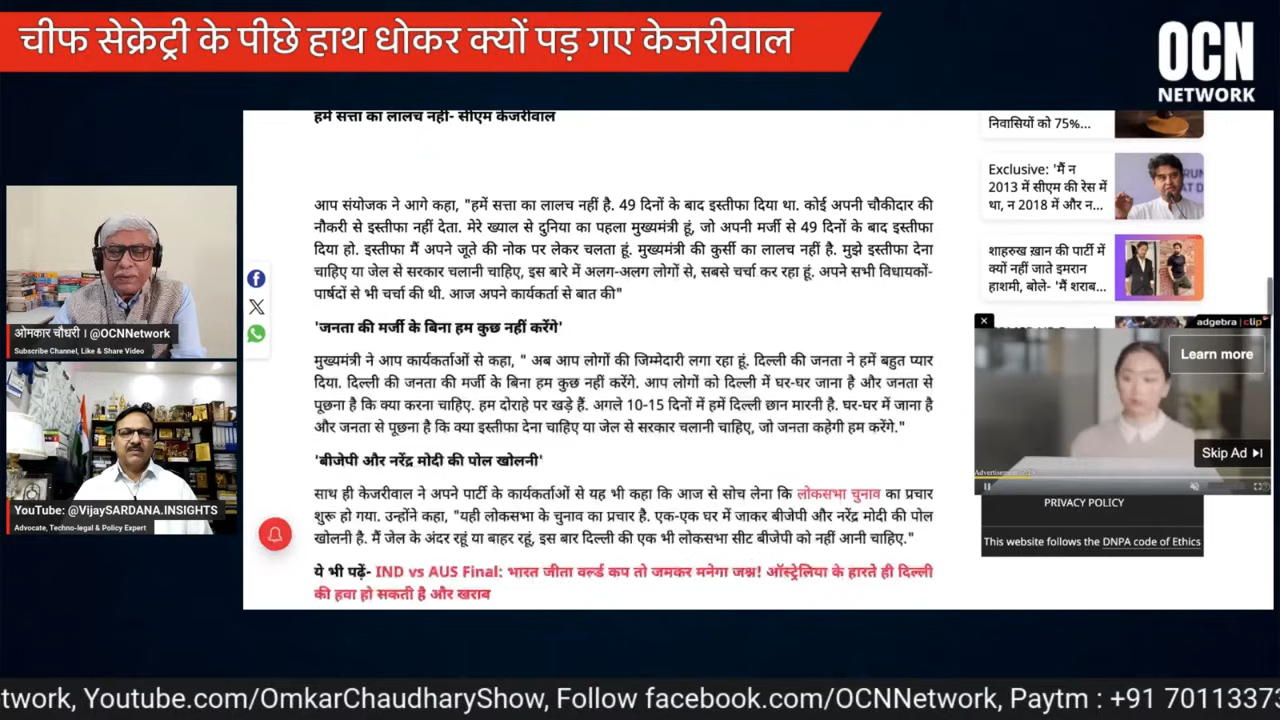 चीफ सेक्रेट्री के पीछे हाथ धोकर क्यों पड़ गए केजरीवाल
OCN
NETWORK
हमें सत्ता का लालच नहीं- सीएम केजरीवाल
आप संयोजक ने आगे कहा, "हमें सत्ता का लालच नहीं है. 49 दिनों के बाद इस्तीफा दिया था. कोई अपनी चौकीदार की
नौकरी से इस्तीफा नहीं देता. मेरे ख्याल से दुनिया का पहला मुख्यमंत्री हूं, जो अपनी मर्जी से 49 दिनों के बाद इस्तीफा
दिया हो. इस्तीफा मैं अपने जूते की नोक पर लेकर चलता हूं. मुख्यमंत्री की कुर्सी का लालच नहीं है. मुझे इस्तीफा देना
चाहिए या जेल से सरकार चलानी चाहिए, इस बारे में अलग-अलग लोगों से, सबसे चर्चा कर रहा हूं. अपने सभी विधायकों-
पार्षदों से भी चर्चा की थी. आज अपने कार्यकर्ता से बात की"
'जनता की मर्जी के बिना हम कुछ नहीं करेंगे'
मुख्यमंत्री ने आप कार्यकर्ताओं से कहा, " अब आप लोगों की जिम्मेदारी लगा रहा हूं. दिल्ली की जनता ने हमें बहुत प्यार
दिया. दिल्ली की जनता की मर्जी के बिना हम कुछ नहीं करेंगे. आप लोगों को दिल्ली में घर-घर जाना है और जनता से
पूछना है कि क्या करना चाहिए. हम दोराहे पर खड़े हैं. अगले 10-15 दिनों में हमें दिल्ली छान मारनी है. घर-घर में जाना है
और जनता से पूछना है कि क्या इस्तीफा देना चाहिए या जेल से सरकार चलानी चाहिए, जो जनता कहेगी हम करेंगे."
'बीजेपी और नरेंद्र मोदी की पोल खोलनी'
साथ ही केजरीवाल ने अपने पार्टी के कार्यकर्ताओं से यह भी कहा कि आज से सोच लेना कि लोकसभा चुनाव का प्रचार
शुरू हो गया. उन्होंने कहा, "यही लोकसभा के चुनाव का प्रचार है. एक-एक घर में जाकर बीजेपी और नरेंद्र मोदी की पोल
खोलनी है. मैं जेल के अंदर रहूं या बाहर रहूं, इस बार दिल्ली की एक भी लोकसभा सीट बीजेपी को नहीं आनी चाहिए."
ये भी पढ़ें- IND vs AUS Final: भारत जीता वर्ल्ड कप तो जमकर मनेगा जश्न! ऑस्ट्रेलिया के हारते ही दिल्ली
की हवा हो सकती है और खराब
निवासियों को 75%...
Exclusive: 'मैं न
2013 में सीएम की रेस में
था, न 2018 में और न...
शाहरुख ख़ान की पार्टी में
क्यों नहीं जाते इमरान
हाशमी, बोले- 'मैं शराब...
adgebra | clip
Learn more
Skip Ad
Advertisement
PRIVACY POLICY
This website follows the DNPA code of Ethics
ओमकार चौधरी । @OCNNetwork
Subscribe Channel, Like & Share Video
YouTube: @VijaySARDANA.INSIGHTS
Advocate, Techno-legal & Policy Expert
twork, Youtube.com/OmkarChaudharyShow, Follow facebook.com/OCNNetwork, Paytm : +91 70113373